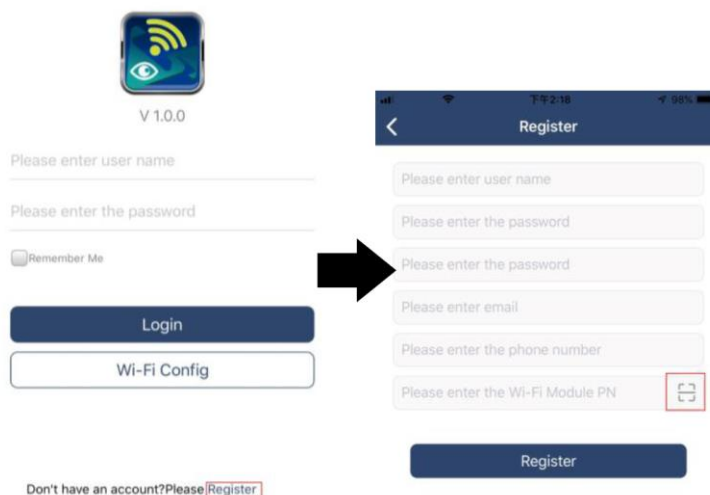 V 1.0.0
Please enter user name
Please enter the password
Remember Me
Login
Wi-Fi Config
Don't have an account?Please Register
下午2:18
98%
Register
Please enter user name
Please enter the password
Please enter the password
Please enter email
Please enter the phone number
Please enter the Wi-Fi Module PN
Register